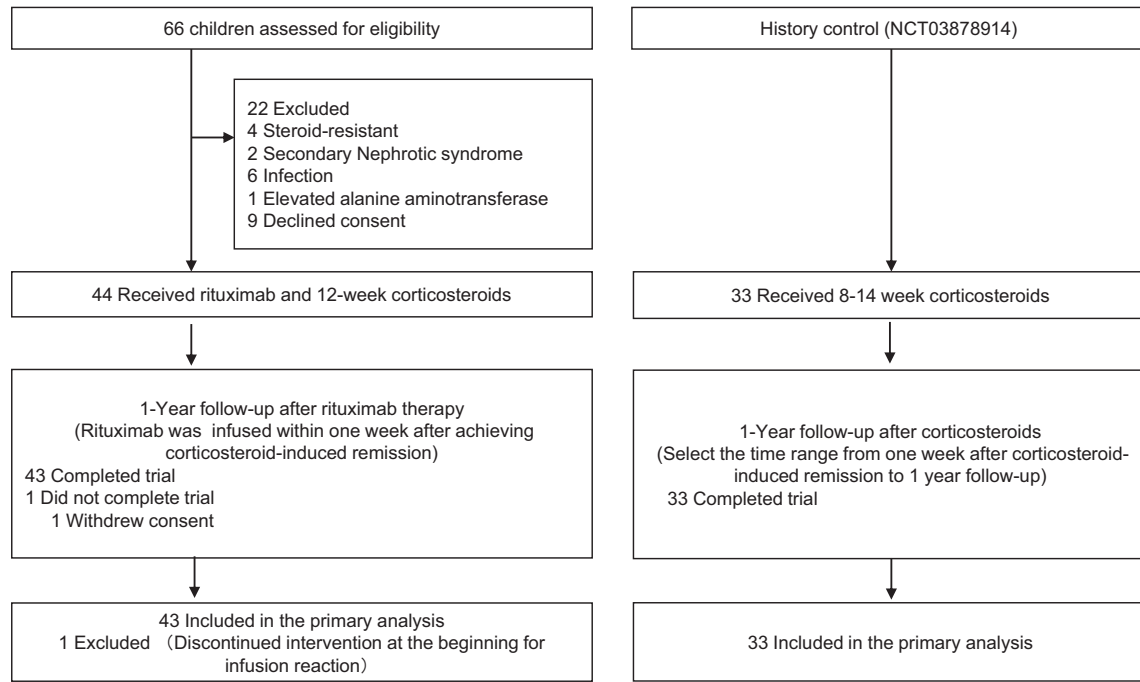 66 children assessed for eligibility
22 Excluded
4 Steroid-resistant
2 Secondary Nephrotic syndrome
6 Infection
1 Elevated alanine aminotransferase
9 Declined consent
44 Received rituximab and 12-week corticosteroids
1-Year follow-up after rituximab therapy
(Rituximab was infused within one week after achieving
corticosteroid-induced remission)
43 Completed trial
1 Did not complete trial
1 Withdrew consent
43 Included in the primary analysis
1 Excluded （Discontinued intervention at the beginning for
infusion reaction）
History control (NCT03878914)
33 Received 8-14 week corticosteroids
1-Year follow-up after corticosteroids
(Select the time range from one week after corticosteroid-
induced remission to 1 year follow-up)
33 Completed trial
33 Included in the primary analysis